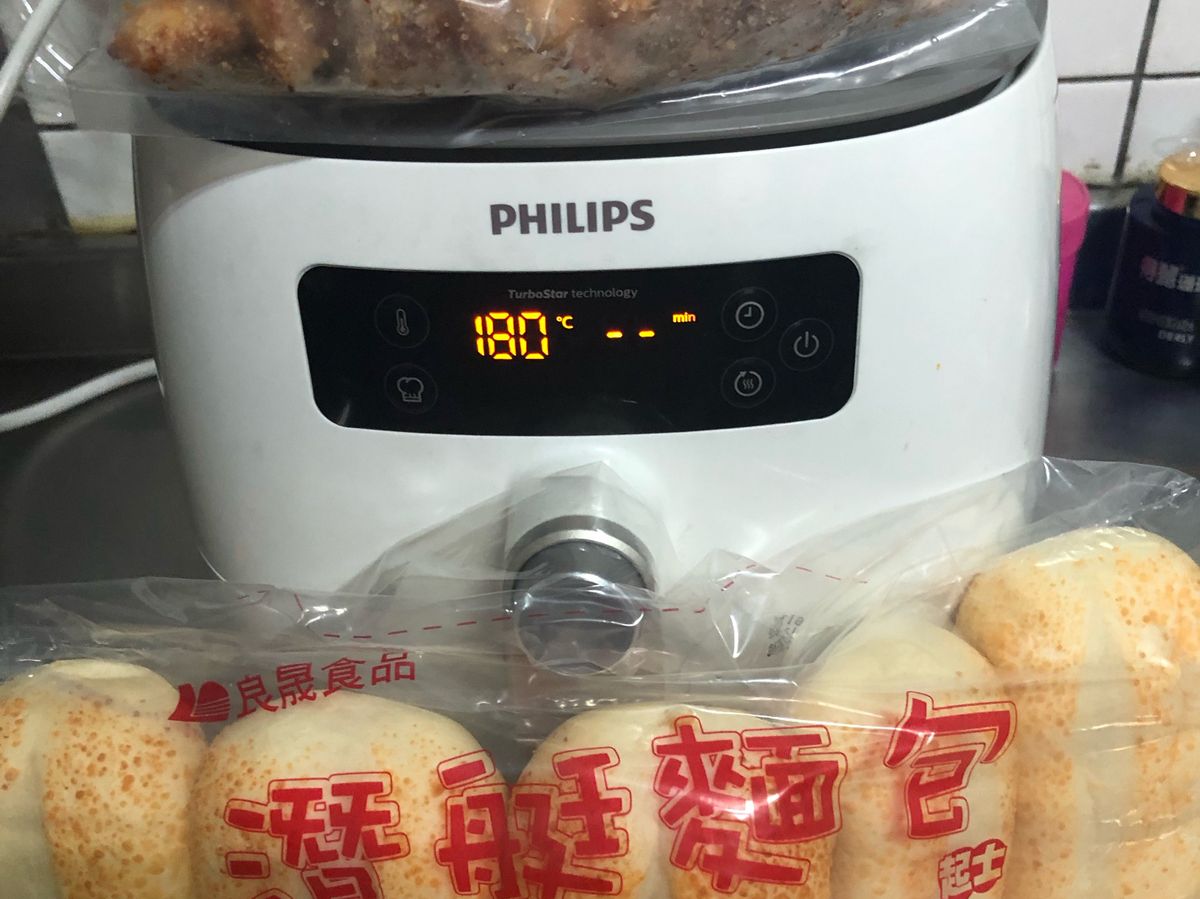 PHILIPS
TurboStar technology
180 °C -- min
良晟食品
潛艇麵包
起士